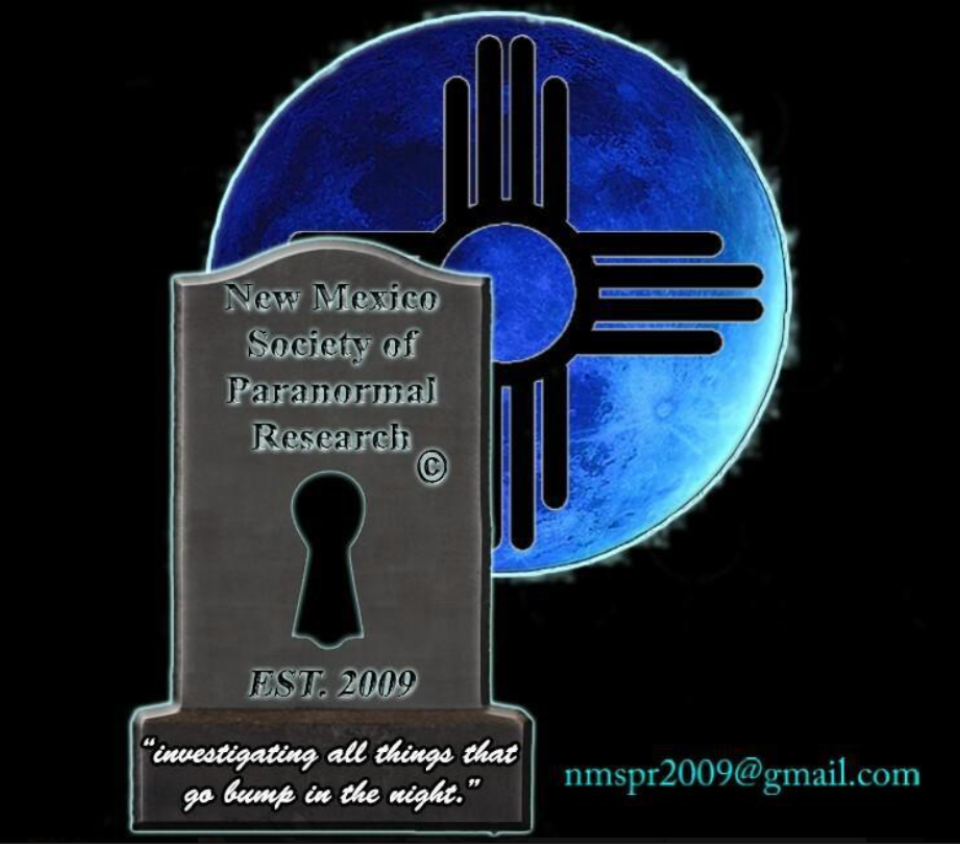 New Mexico
Society of
Paranormal
Research
©
EST. 2009
“investigating all things that
go bump in the night.”
nmspr2009@gmail.com